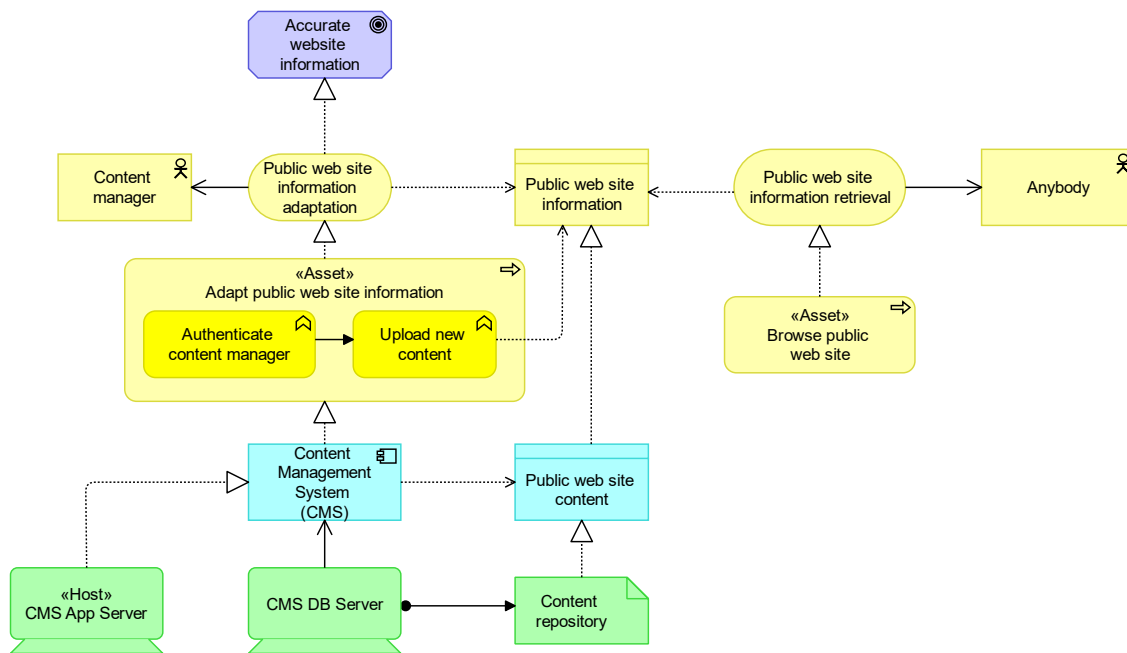 Accurate
website
information
Content
manager
Public web site
information
adaptation
Public web site
information
Public web site
information retrieval
Anybody
«Asset»
Adapt public web site information
Authenticate
content manager
Upload new
content
«Asset»
Browse public
web site
Content
Management
System
(CMS)
Public web site
content
«Host»
CMS App Server
CMS DB Server
Content
repository